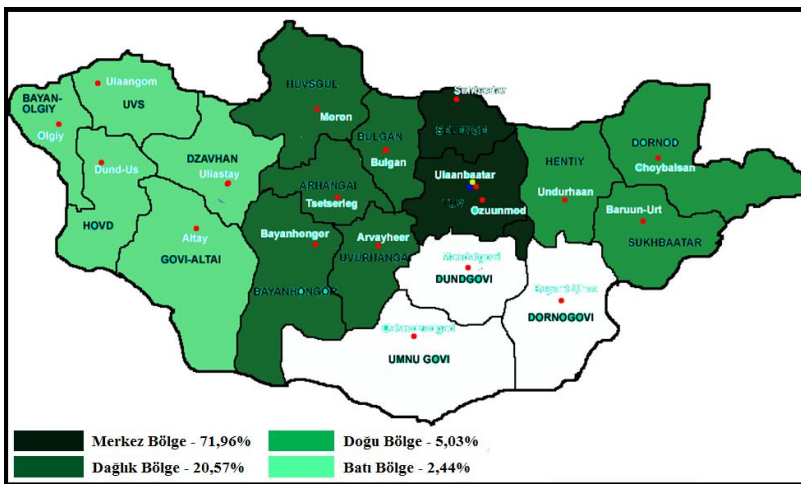 Ulaangom
BAYAN-
OLGIY
UVS
Olgiy
Dund-Us
HOVD
DZAVHAN
Uliastay
Altay
GOVI-ALTAI
HUVSGUL
Moron
BULGAN
Bulgan
ARHANGAI
Tsetserleg
Bayanhongor
BAYANHONGOR
Arvayheer
UVURHANGAI
Ulaanbaatar
TUV
Ozuunmod
HENTIY
Undurhaan
DORNOD
Choybalsan
Baruun-Urt
SUKHBAATAR
DUNDGOVI
DORNOGOVI
UMNU GOVI
Merkez Bölge - 71,96%
Doğu Bölge - 5,03%
Dağlık Bölge - 20,57%
Batı Bölge - 2,44%